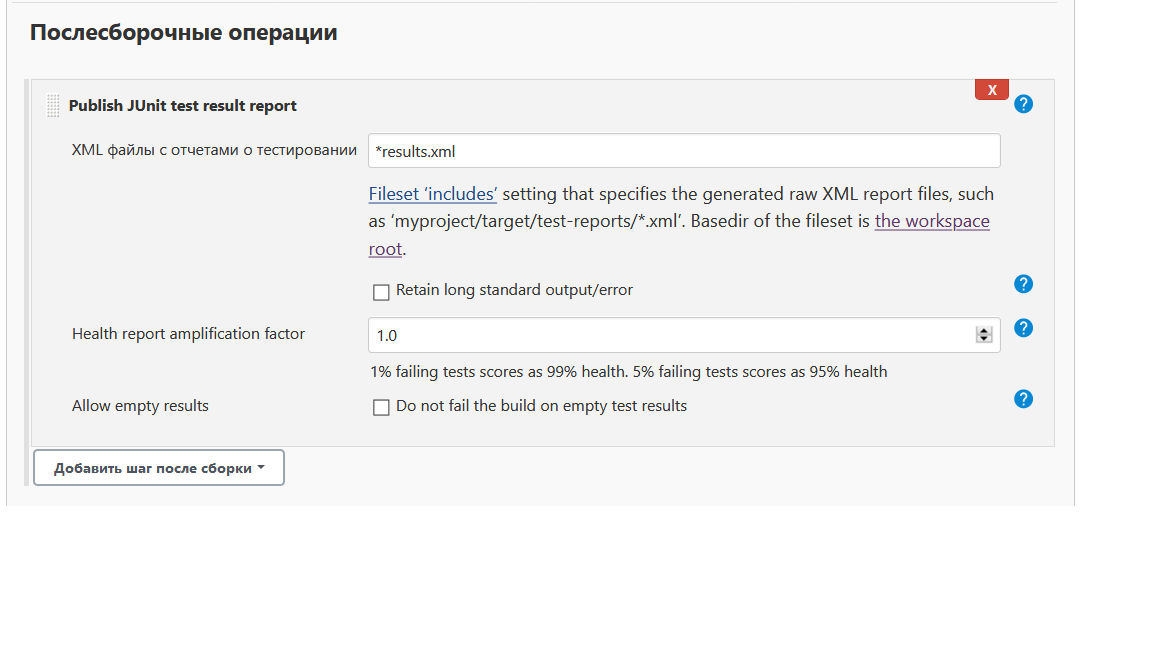 Послесборочные операции
X
Publish JUnit test result report
?
XML файлы с отчетами о тестировании
*results.xml
Fileset ‘includes’ setting that specifies the generated raw XML report files, such
as ‘myproject/target/test-reports/*.xml’. Basedir of the fileset is the workspace
root.
Retain long standard output/error
?
Health report amplification factor
1.0
?
1% failing tests scores as 99% health. 5% failing tests scores as 95% health
Allow empty results
Do not fail the build on empty test results
?
Добавить шаг после сборки